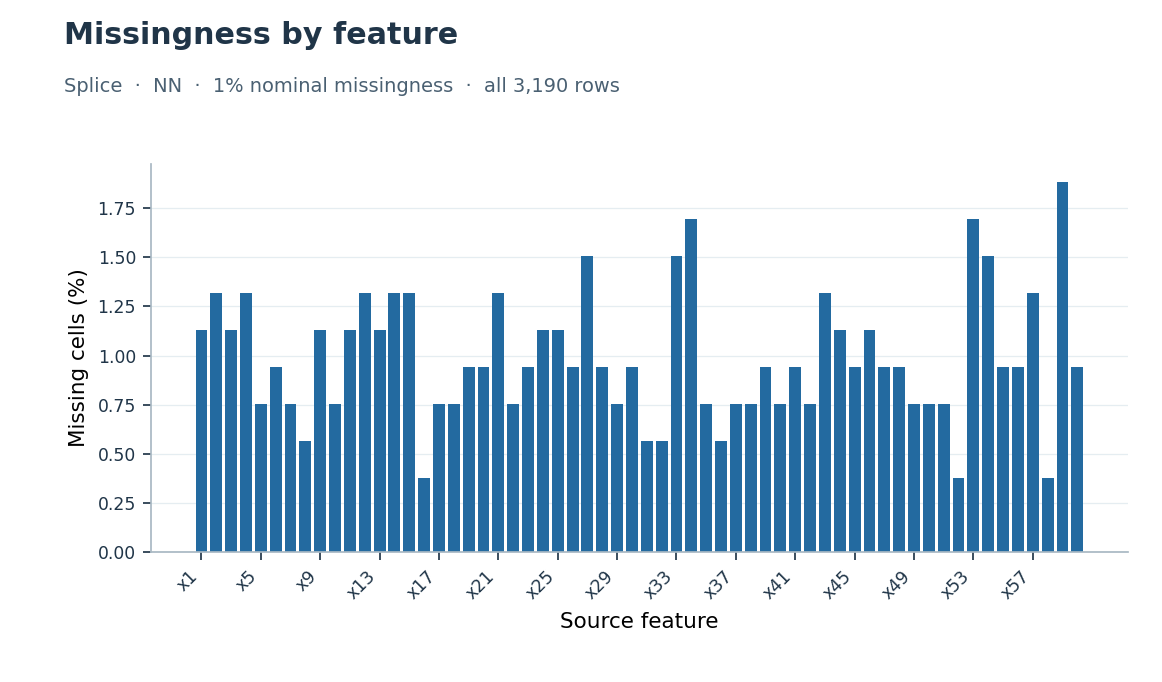 Missingness by feature
Splice · NN · 1% nominal missingness · all 3,190 rows
Missing cells (%)
1.75
1.50
1.25
1.00
0.75
0.50
0.25
0.00
x1 x5 x9 x13 x17 x21 x25 x29 x33 x37 x41 x45 x49 x53 x57
Source feature